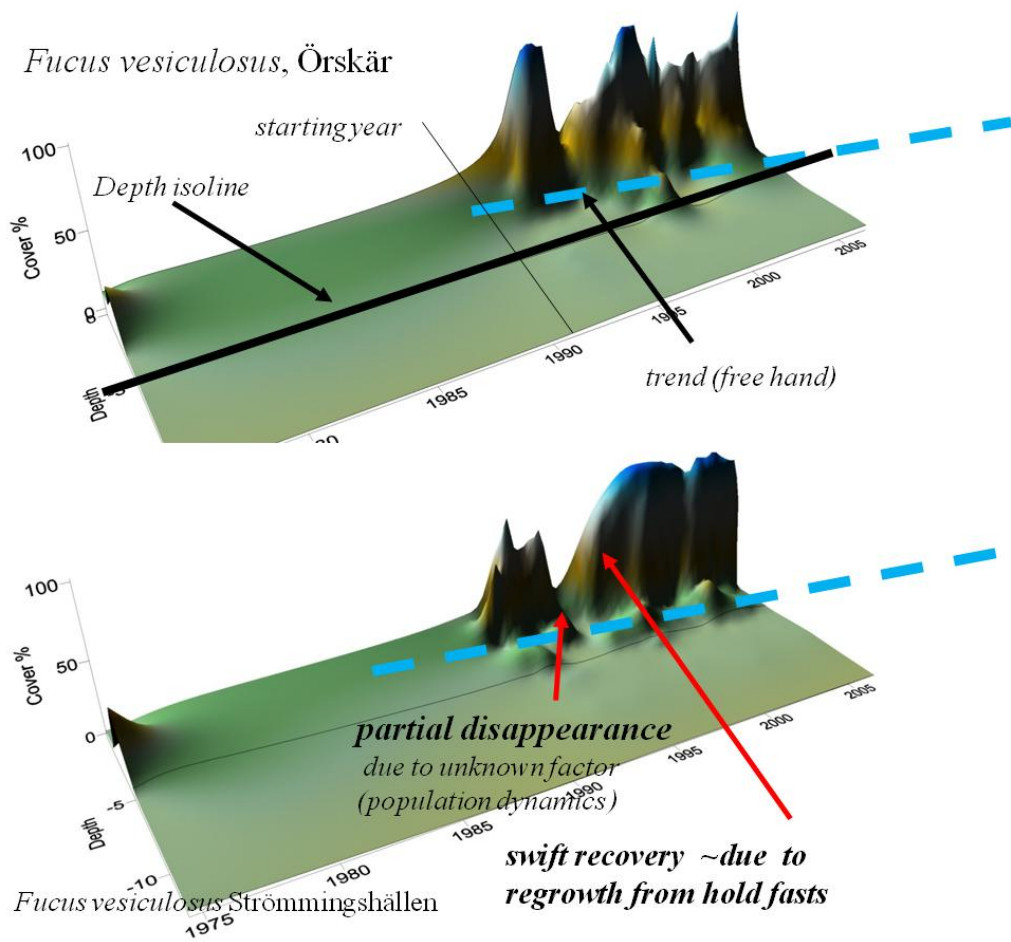 Fucus vesiculosus, Örskär
starting year
100
Depth isoline
50
Cover %
0
2005
2000
1990
trend (free hand)
Depth
1985
100
50
Cover %
0
2005
2000
partial disappearance
1995
due to unknown factor
1990
(population dynamics)
-5
Depth
1985
swift recovery ~due to
regrowth from hold fasts
-10
1980
Fucus vesiculosus Strömmingshällen
1975